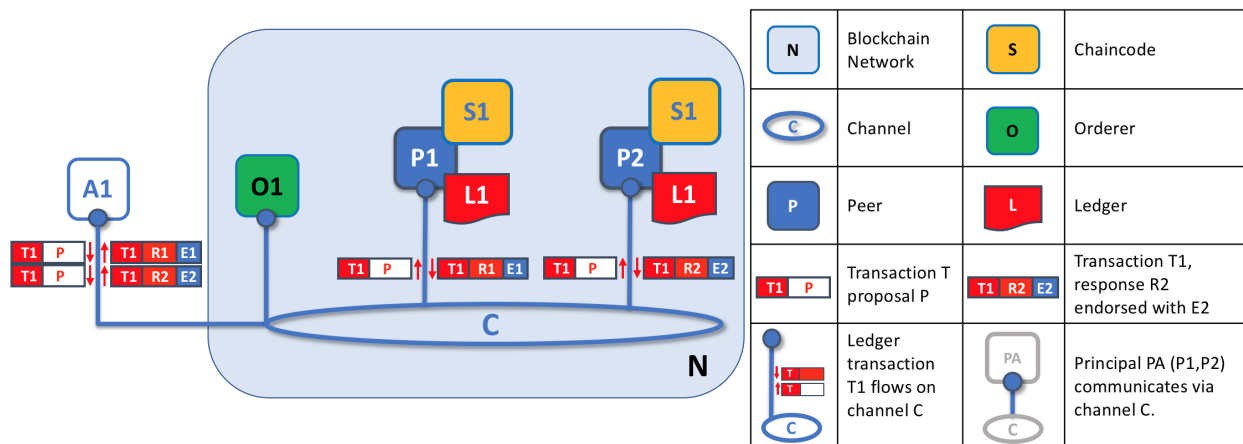 S1
S1
P1
P2
A1
O1
L1
L1
T1 P
T1 R1 E1
T1 P
T1 R2 E2
T1 P
T1 R1 E1
T1 P
T1 R2 E2
C
N
N
Blockchain
Network
S
Chaincode
C
Channel
O
Orderer
P
Peer
L
Ledger
T1 P
Transaction T
proposal P
T1 R2 E2
Transaction T1,
response R2
endorsed with E2
T
T
C
Ledger
transaction
T1 flows on
channel C
PA
C
Principal PA (P1,P2)
communicates via
channel C.